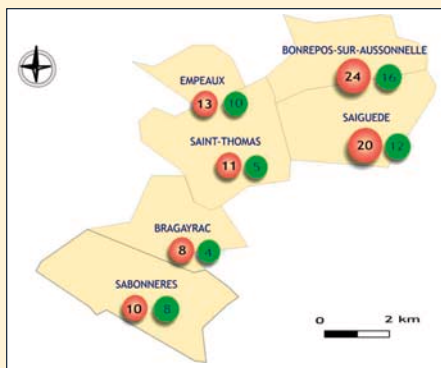 BONREPOS-SUR-AUSSONNELLE
24 16
EMPEAUX
13 10
SAIGUEDE
20 12
SAINT-THOMAS
11 5
BRAGAYRAC
8 4
SABONNERES
10 8
0 2 km